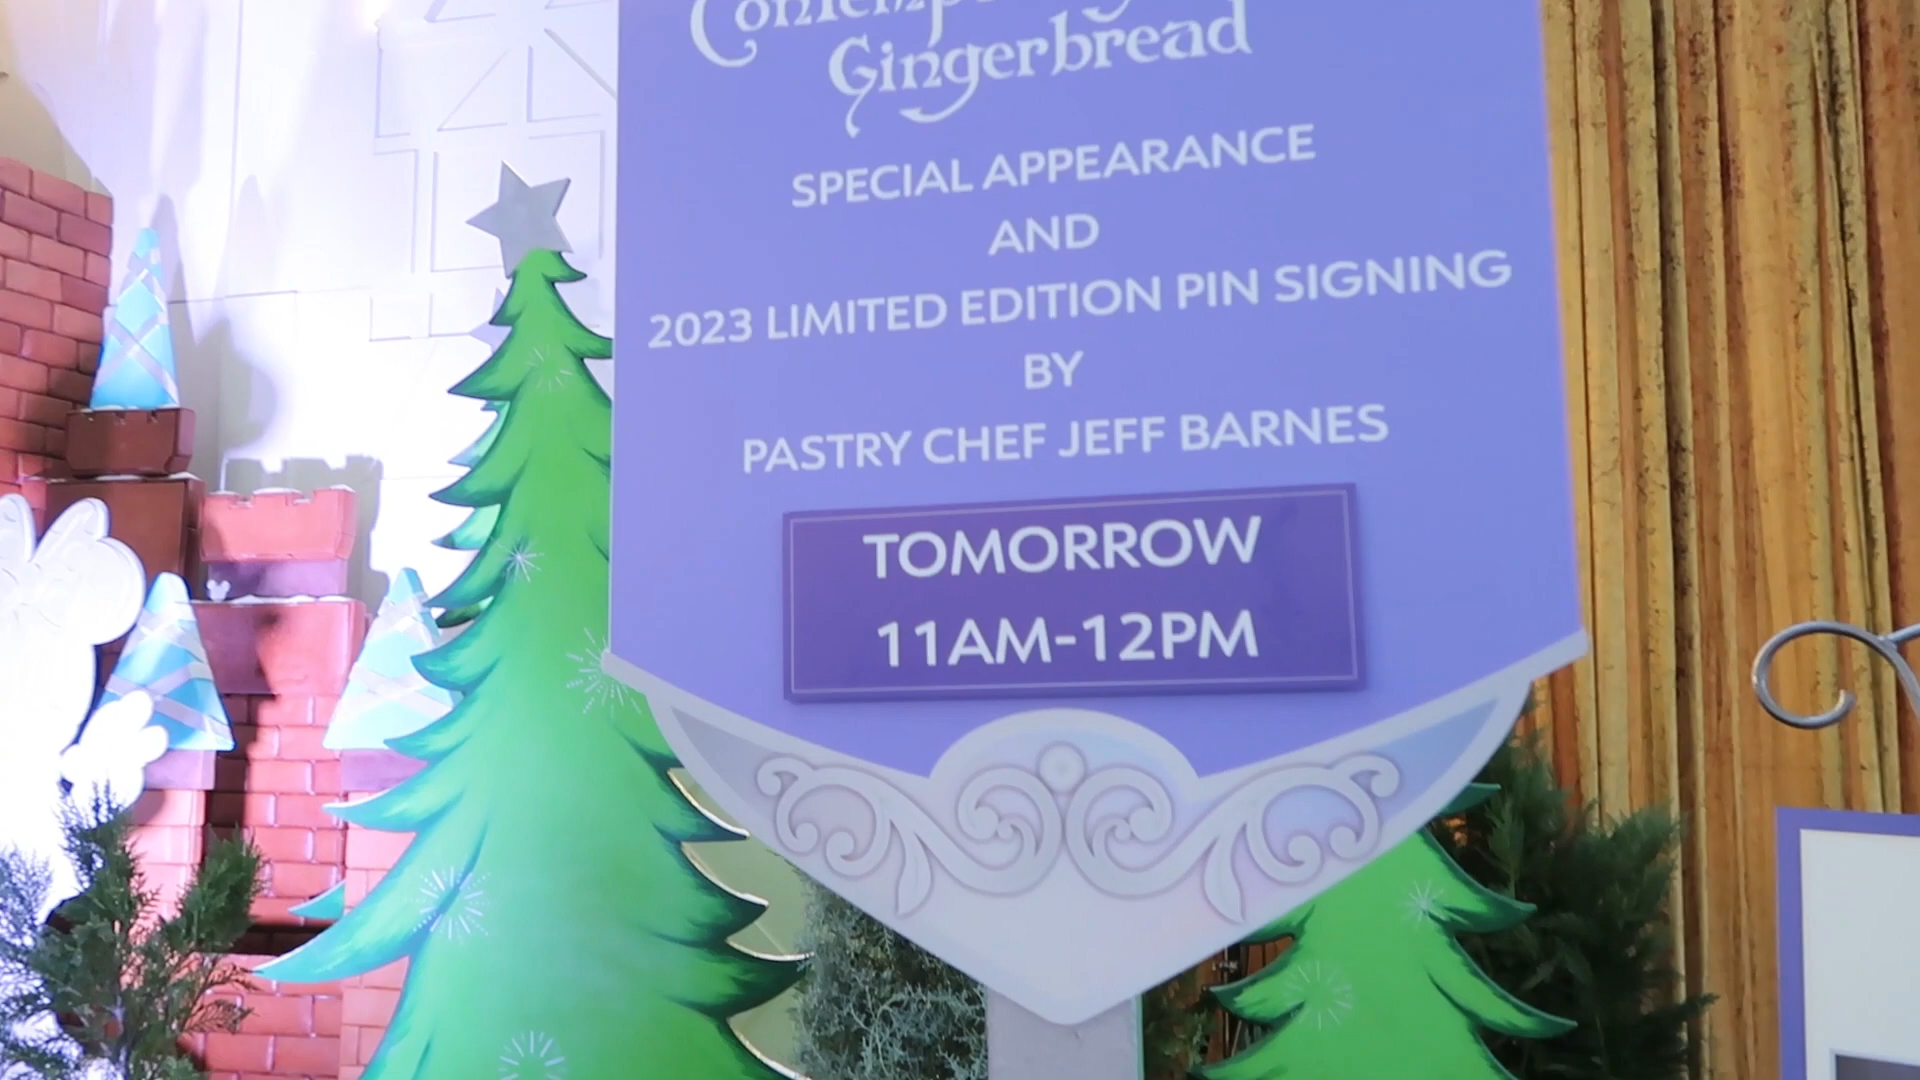 Gingerbread
SPECIAL APPEARANCE
AND
2023 LIMITED EDITION PIN SIGNING
BY
PASTRY CHEF JEFF BARNES
TOMORROW
11AM-12PM